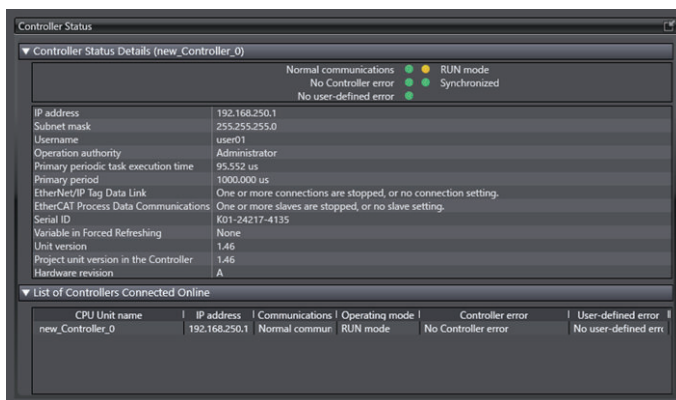 Controller Status
Controller Status Details (new_Controller_0)
Normal communications RUN mode
No Controller error Synchronized
No user-defined error
IP address 192.168.250.1
Subnet mask 255.255.255.0
Username user01
Operation authority Administrator
Primary periodic task execution time 95.552 us
Primary period 1000.000 us
EtherNet/IP Tag Data Link One or more connections are stopped, or no connection setting.
EtherCAT Process Data Communications One or more slaves are stopped, or no slave setting.
Serial ID K01-24217-4135
Variable in Forced Refreshing None
Unit version 1.46
Project unit version in the Controller 1.46
Hardware revision A
List of Controllers Connected Online
CPU Unit name IP address Communications Operating mode Controller error User-defined error
new_Controller_0 192.168.250.1 Normal commun RUN mode No Controller error No user-defined erro